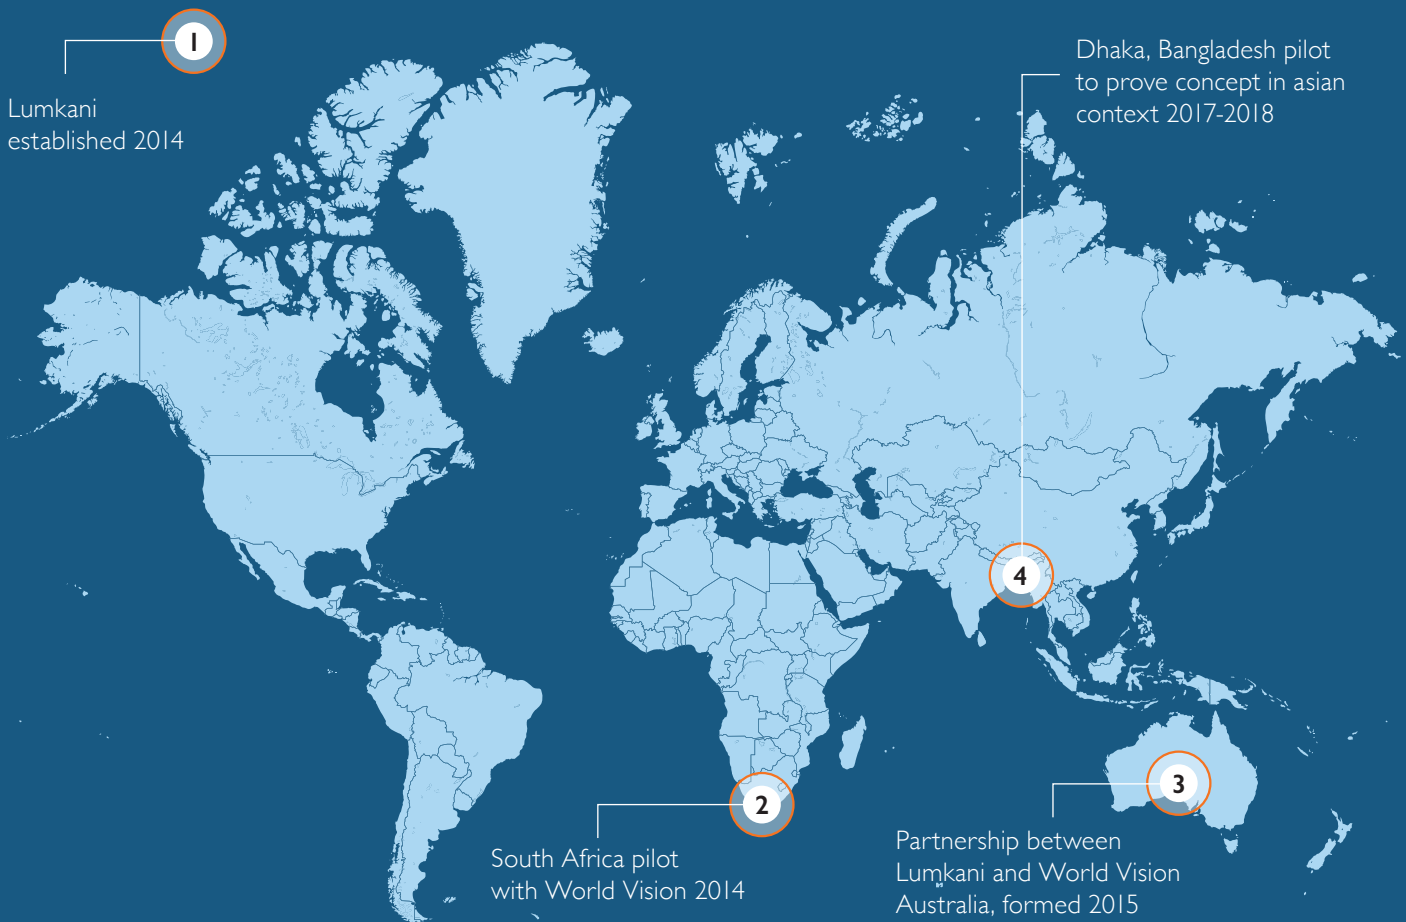 1
Lumkani
established 2014
Dhaka, Bangladesh pilot
to prove concept in asian
context 2017-2018
4
2
South Africa pilot
with World Vision 2014
3
Partnership between
Lumkani and World Vision
Australia, formed 2015